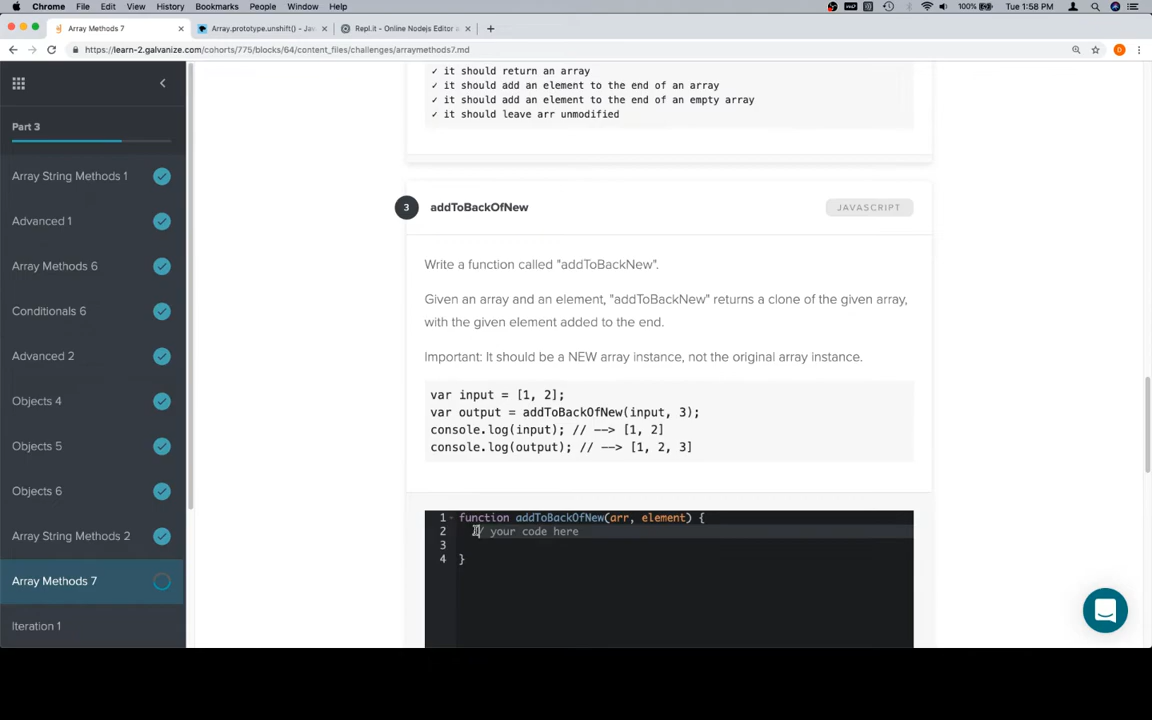 Chrome File Edit View History Bookmarks People Window Help 100% Tue 1:58 PM
Array Methods 7 Array.prototype.unshift() - Jav Repl.it - Online Nodejs Editor a
https://learn-2.galvanize.com/cohorts/775/blocks/64/content_files/challenges/arraymethods7.md
Part 3
Array String Methods 1
Advanced 1
Array Methods 6
Conditionals 6
Advanced 2
Objects 4
Objects 5
Objects 6
Array String Methods 2
Array Methods 7
Iteration 1
✓ it should return an array
✓ it should add an element to the end of an array
✓ it should add an element to the end of an empty array
✓ it should leave arr unmodified
3 addToBackOfNew JAVASCRIPT
Write a function called "addToBackNew".
Given an array and an element, "addToBackNew" returns a clone of the given array,
with the given element added to the end.
Important: It should be a NEW array instance, not the original array instance.
var input = [1, 2];
var output = addToBackOfNew(input, 3);
console.log(input); // --> [1, 2]
console.log(output); // --> [1, 2, 3]
1 function addToBackOfNew(arr, element) {
2 // your code here
3
4 }